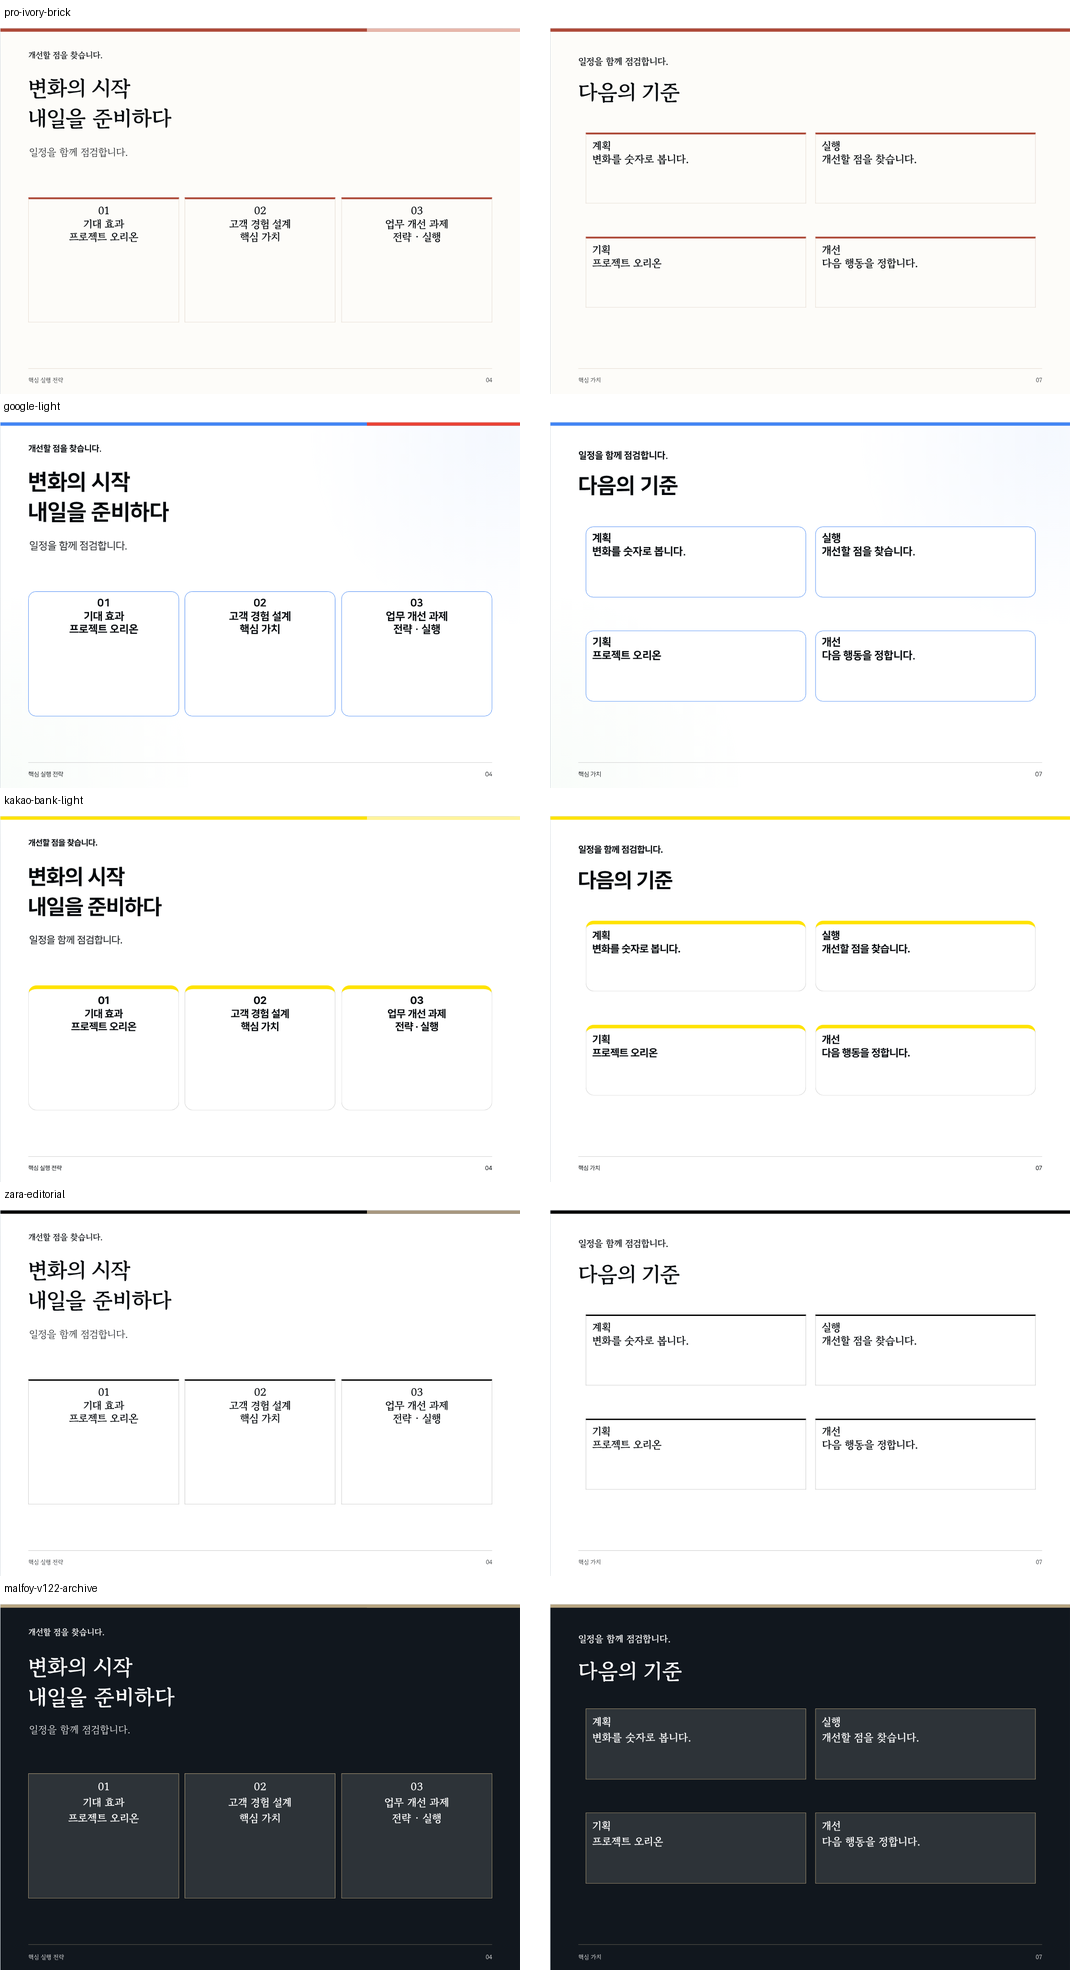 pro-ivory-brick
개선할 점을 찾습니다.
변화의 시작
내일을 준비하다
일정을 함께 점검합니다.
01
기대 효과
프로젝트 오리온
02
고객 경험 설계
핵심 가치
03
업무 개선 과제
전략 · 실행
핵심 실행 전략
04
일정을 함께 점검합니다.
다음의 기준
계획
변화를 숫자로 봅니다.
실행
개선할 점을 찾습니다.
기획
프로젝트 오리온
개선
다음 행동을 정합니다.
핵심 가치
07
google-light
개선할 점을 찾습니다.
변화의 시작
내일을 준비하다
일정을 함께 점검합니다.
01
기대 효과
프로젝트 오리온
02
고객 경험 설계
핵심 가치
03
업무 개선 과제
전략 · 실행
핵심 실행 전략
04
일정을 함께 점검합니다.
다음의 기준
계획
변화를 숫자로 봅니다.
실행
개선할 점을 찾습니다.
기획
프로젝트 오리온
개선
다음 행동을 정합니다.
핵심 가치
07
kakao-bank-light
개선할 점을 찾습니다.
변화의 시작
내일을 준비하다
일정을 함께 점검합니다.
01
기대 효과
프로젝트 오리온
02
고객 경험 설계
핵심 가치
03
업무 개선 과제
전략 · 실행
핵심 실행 전략
04
일정을 함께 점검합니다.
다음의 기준
계획
변화를 숫자로 봅니다.
실행
개선할 점을 찾습니다.
기획
프로젝트 오리온
개선
다음 행동을 정합니다.
핵심 가치
07
zara-editorial
개선할 점을 찾습니다.
변화의 시작
내일을 준비하다
일정을 함께 점검합니다.
01
기대 효과
프로젝트 오리온
02
고객 경험 설계
핵심 가치
03
업무 개선 과제
전략 · 실행
핵심 실행 전략
04
일정을 함께 점검합니다.
다음의 기준
계획
변화를 숫자로 봅니다.
실행
개선할 점을 찾습니다.
기획
프로젝트 오리온
개선
다음 행동을 정합니다.
핵심 가치
07
malfoy-v122-archive
개선할 점을 찾습니다.
변화의 시작
내일을 준비하다
일정을 함께 점검합니다.
01
기대 효과
프로젝트 오리온
02
고객 경험 설계
핵심 가치
03
업무 개선 과제
전략 · 실행
핵심 실행 전략
04
일정을 함께 점검합니다.
다음의 기준
계획
변화를 숫자로 봅니다.
실행
개선할 점을 찾습니다.
기획
프로젝트 오리온
개선
다음 행동을 정합니다.
핵심 가치
07